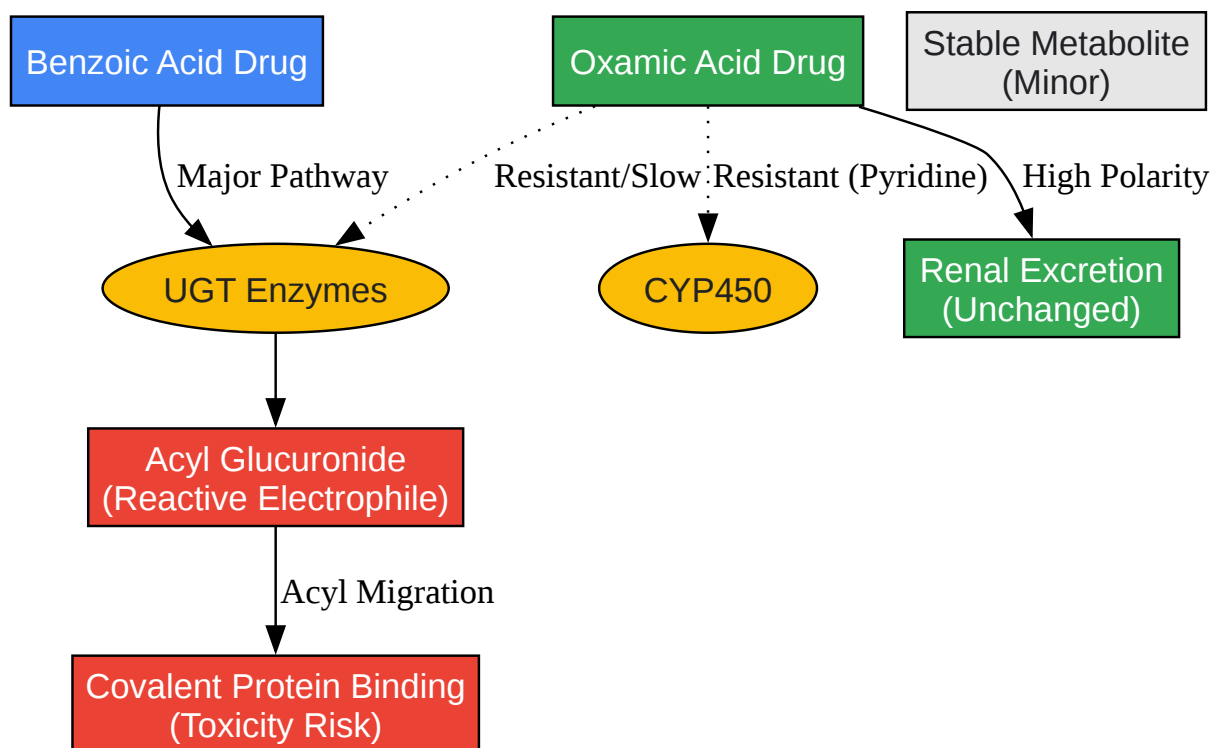 Benzoic Acid Drug
Oxamic Acid Drug
Stable Metabolite
(Minor)
Major Pathway
Resistant/Slow
Resistant (Pyridine)
High Polarity
UGT Enzymes
CYP450
Renal Excretion
(Unchanged)
Acyl Glucuronide
(Reactive Electrophile)
Acyl Migration
Covalent Protein Binding
(Toxicity Risk)